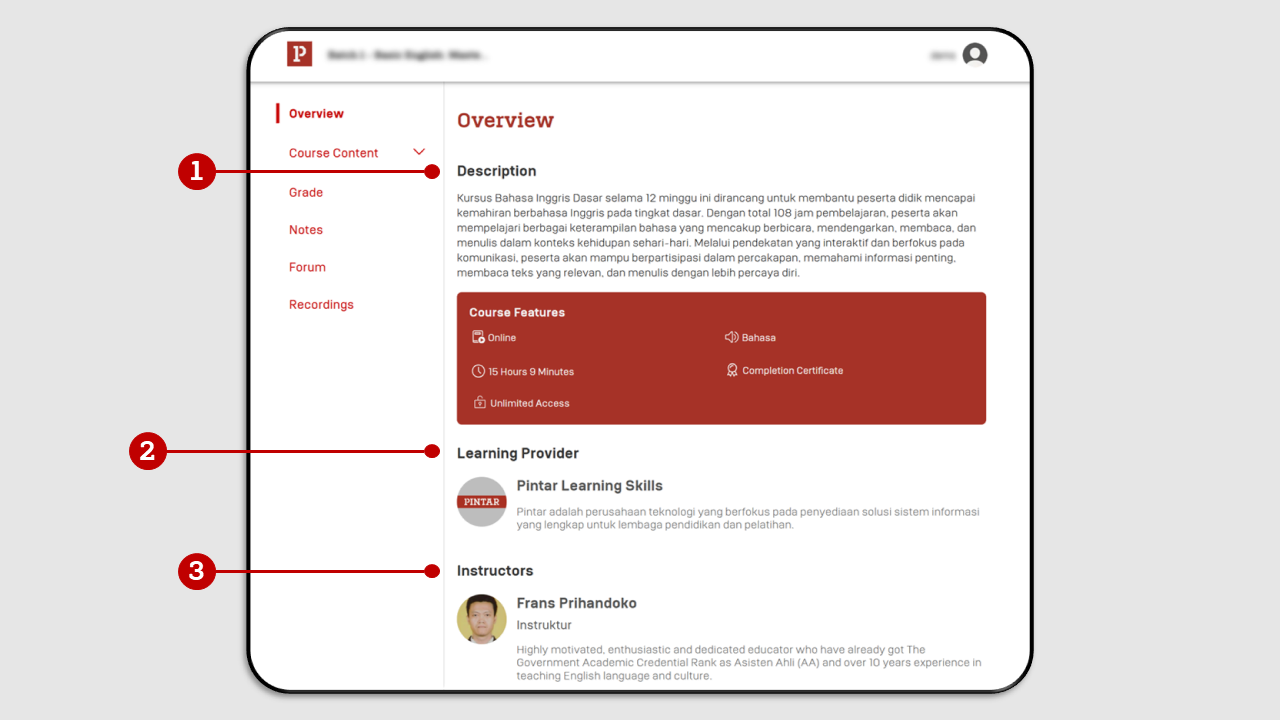 P
Overview
Course Content
Grade
Notes
Forum
Recordings
Overview
1
Description
Kursus Bahasa Inggris Dasar selama 12 minggu ini dirancang untuk membantu peserta didik mencapai
kemahiran berbahasa Inggris pada tingkat dasar. Dengan total 108 jam pembelajaran, peserta akan
mempelajari berbagai keterampilan bahasa yang mencakup berbicara, mendengarkan, membaca, dan
menulis dalam konteks kehidupan sehari-hari. Melalui pendekatan yang interaktif dan berfokus pada
komunikasi, peserta akan mampu berpartisipasi dalam percakapan, memahami informasi penting,
membaca teks yang relevan, dan menulis dengan lebih percaya diri.
Course Features
Online
Bahasa
15 Hours 9 Minutes
Completion Certificate
Unlimited Access
2
Learning Provider
PINTAR
Pintar Learning Skills
Pintar adalah perusahaan teknologi yang berfokus pada penyediaan solusi sistem informasi
yang lengkap untuk lembaga pendidikan dan pelatihan.
3
Instructors
Frans Prihandoko
Instruktur
Highly motivated, enthusiastic and dedicated educator who have already got The
Government Academic Credential Rank as Asisten Ahli (AA) and over 10 years experience in
teaching English language and culture.